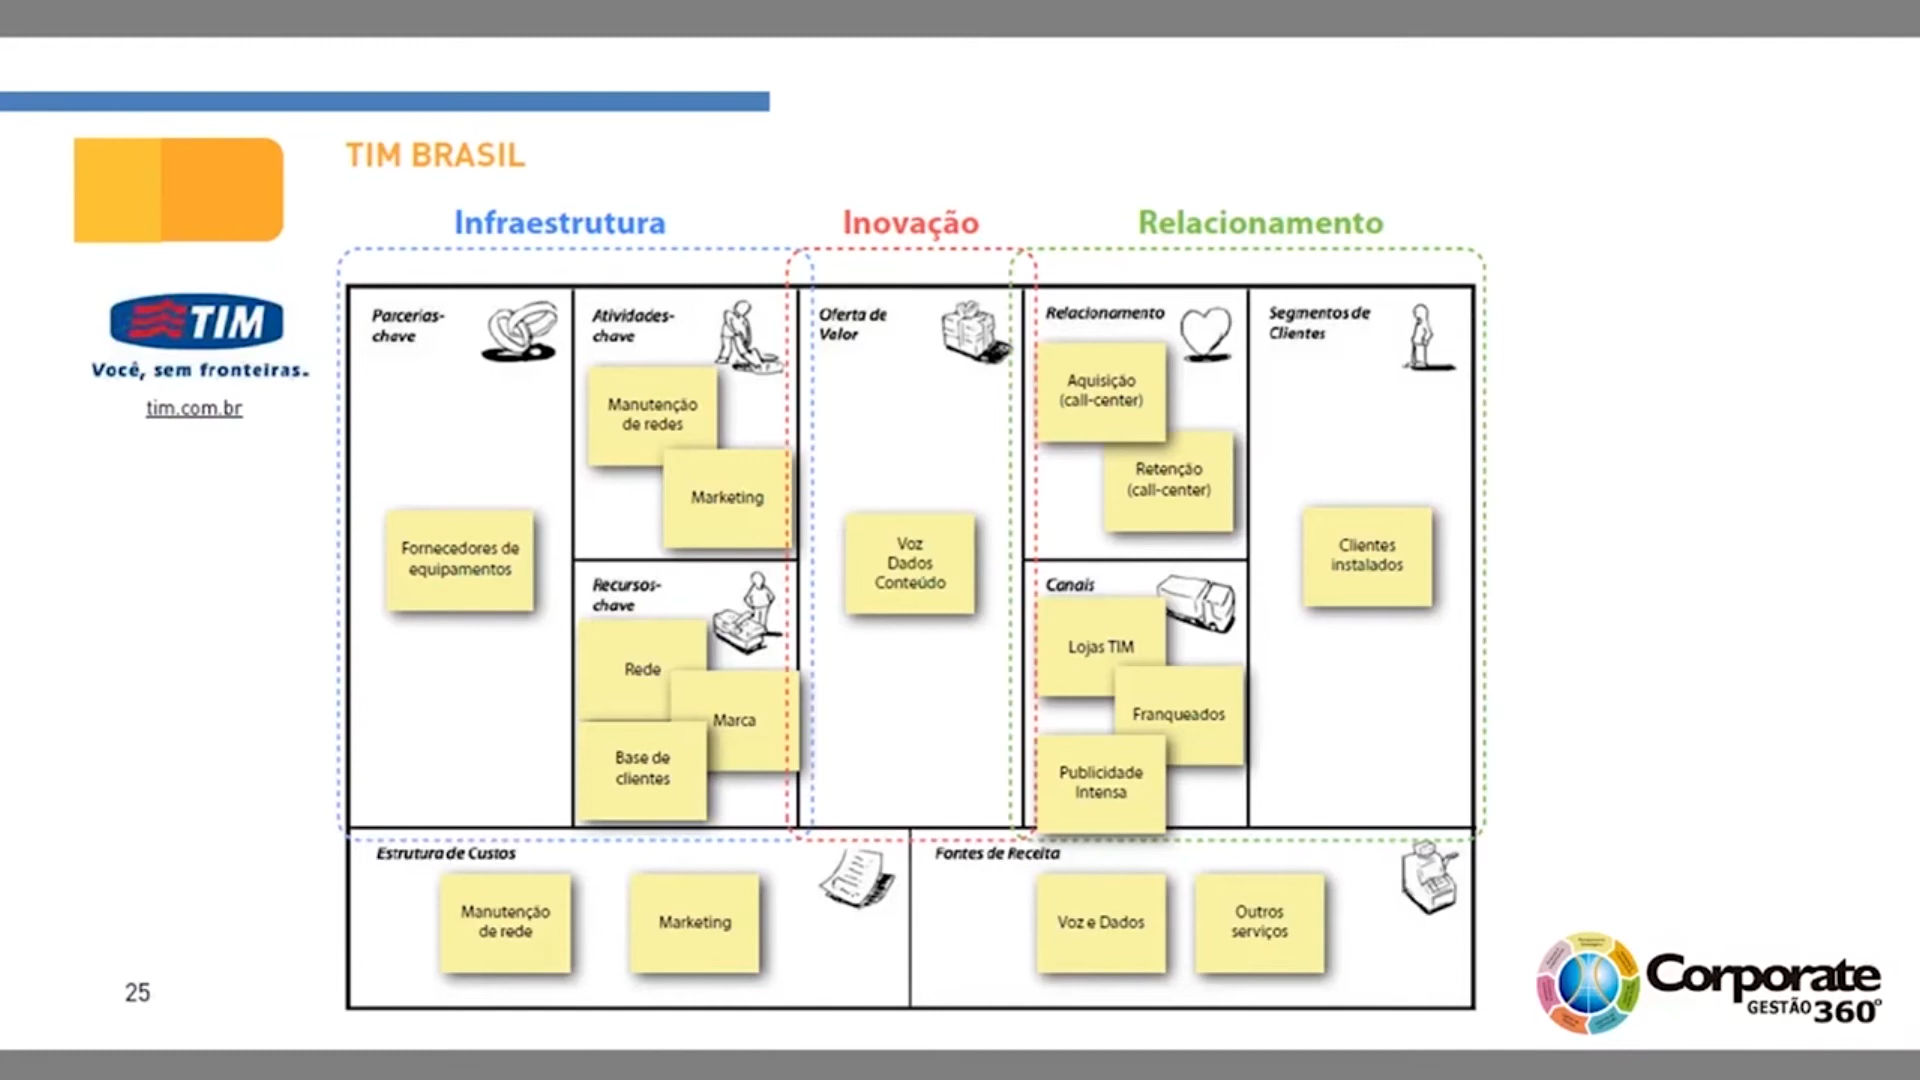 TIM BRASIL
Infraestrutura
Inovação
Relacionamento
TIM
Você, sem fronteiras.
tim.com.br
Parcerias-
chave
Fornecedores de
equipamentos
Atividades-
chave
Manutenção
de redes
Marketing
Recursos-
chave
Rede
Marca
Base de
clientes
Oferta de
Valor
Voz
Dados
Conteúdo
Relacionamento
Aquisição
(call-center)
Retenção
(call-center)
Canais
Lojas TIM
Franqueados
Publicidade
Intensa
Segmentos de
Clientes
Clientes
instalados
Estrutura de Custos
Manutenção
de rede
Marketing
Fontes de Receita
Voz e Dados
Outros
serviços
25
Corporate
GESTÃO 360º